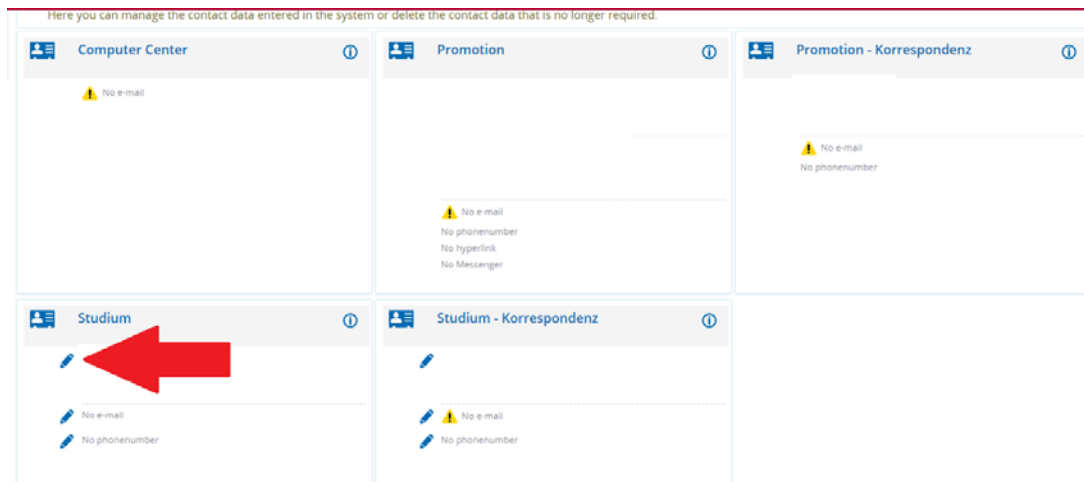 Here you can manage the contact data entered in the system or delete the contact data that is no longer required.
Computer Center
No e-mail
Promotion
No e-mail
No phonenumber
No hyperlink
No Messenger
Promotion - Korrespondenz
No e-mail
No phonenumber
Studium
No e-mail
No phonenumber
Studium - Korrespondenz
No e-mail
No phonenumber